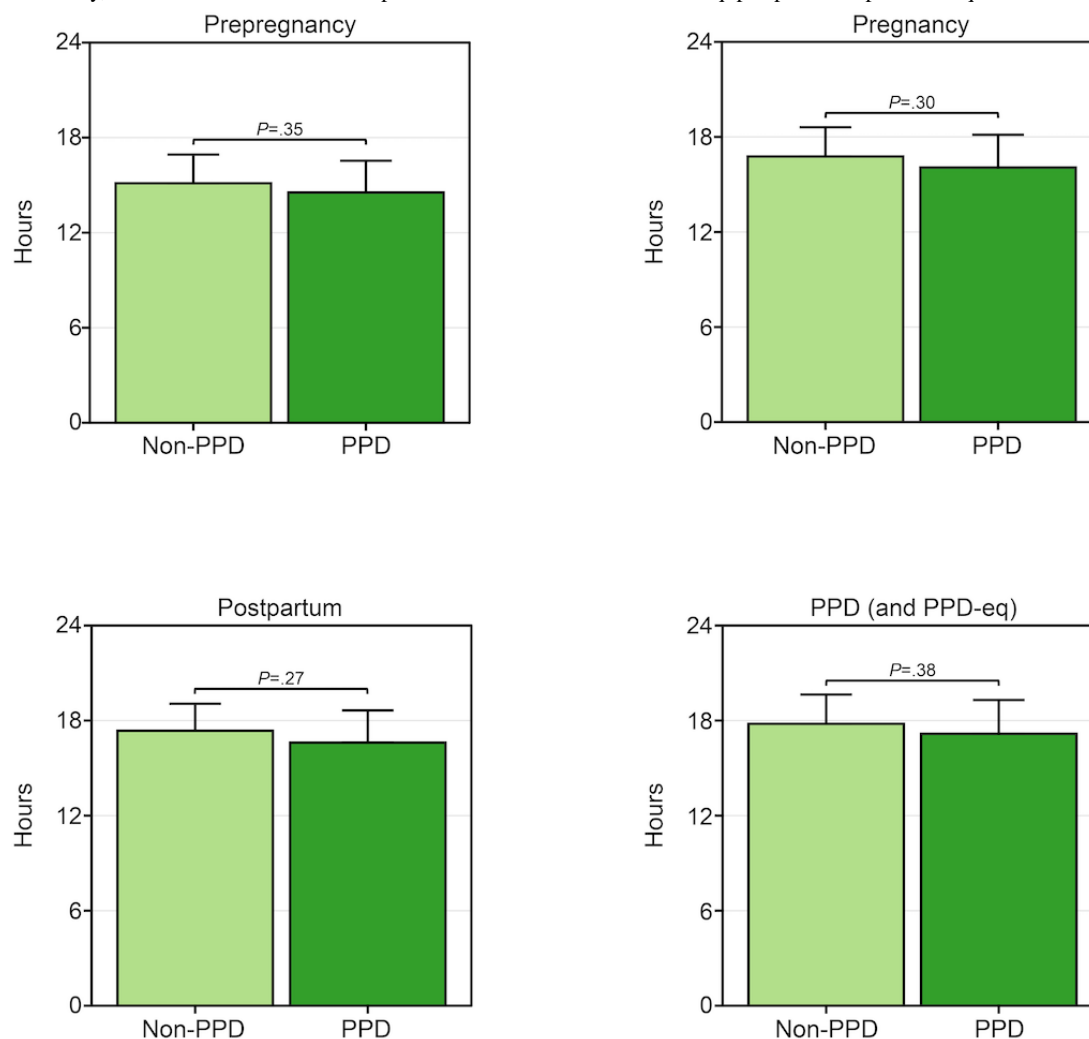 Prepregnancy
24
18
12
6
0
Hours
P=.35
Non-PPD
PPD
Pregnancy
24
18
12
6
0
Hours
P=.30
Non-PPD
PPD
Postpartum
24
18
12
6
0
Hours
P=.27
Non-PPD
PPD
PPD (and PPD-eq)
24
18
12
6
0
Hours
P=.38
Non-PPD
PPD